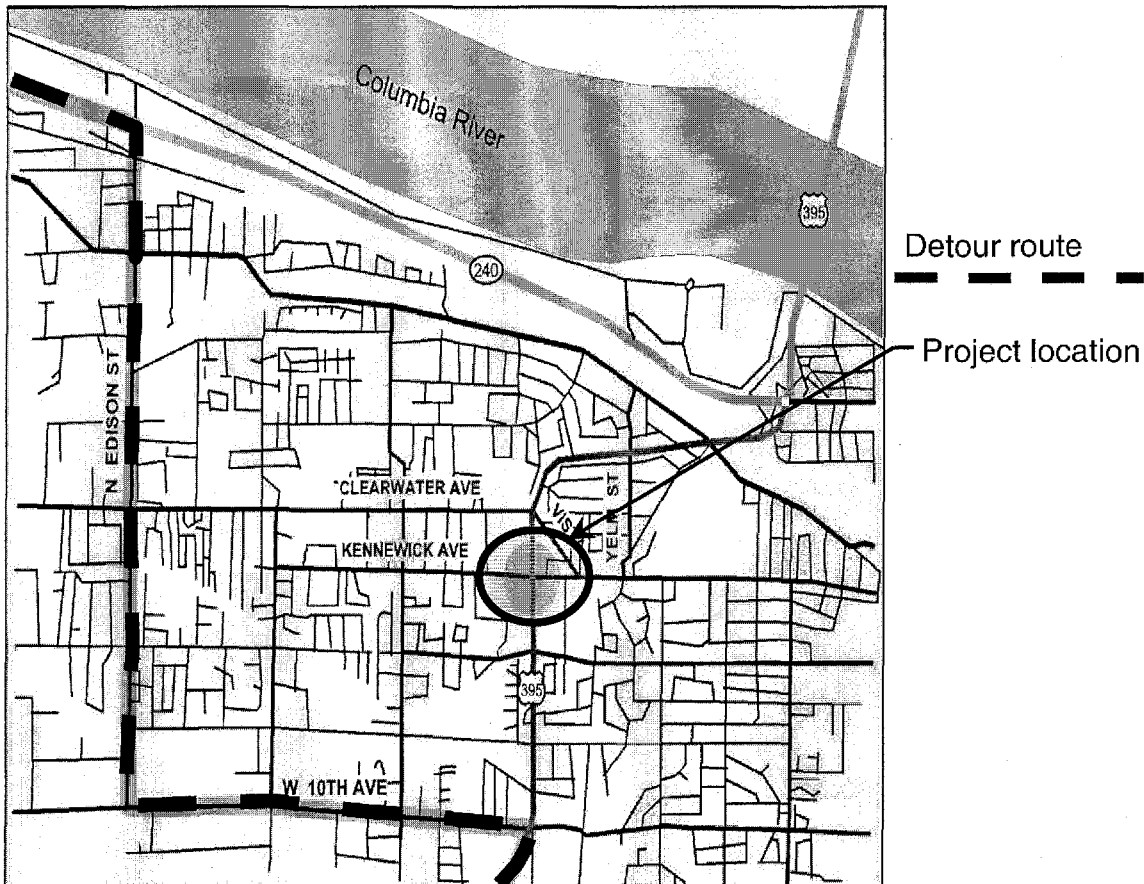 Columbia River
395
Detour route
240
Project location
N EDISON ST
CLEARWATER AVE
VIS
YELM ST
KENNEWICK AVE
395
W 10TH AVE